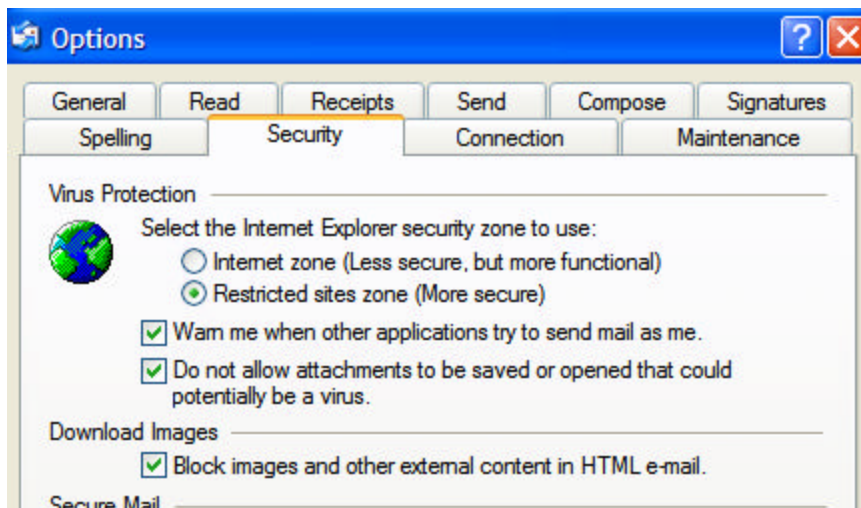 Options
General Read Receipts Send Compose Signatures
Spelling Security Connection Maintenance
Virus Protection
Select the Internet Explorer security zone to use:
Internet zone (Less secure, but more functional)
Restricted sites zone (More secure)
Warn me when other applications try to send mail as me.
Do not allow attachments to be saved or opened that could
potentially be a virus.
Download Images
Block images and other external content in HTML e-mail.
Secure Mail